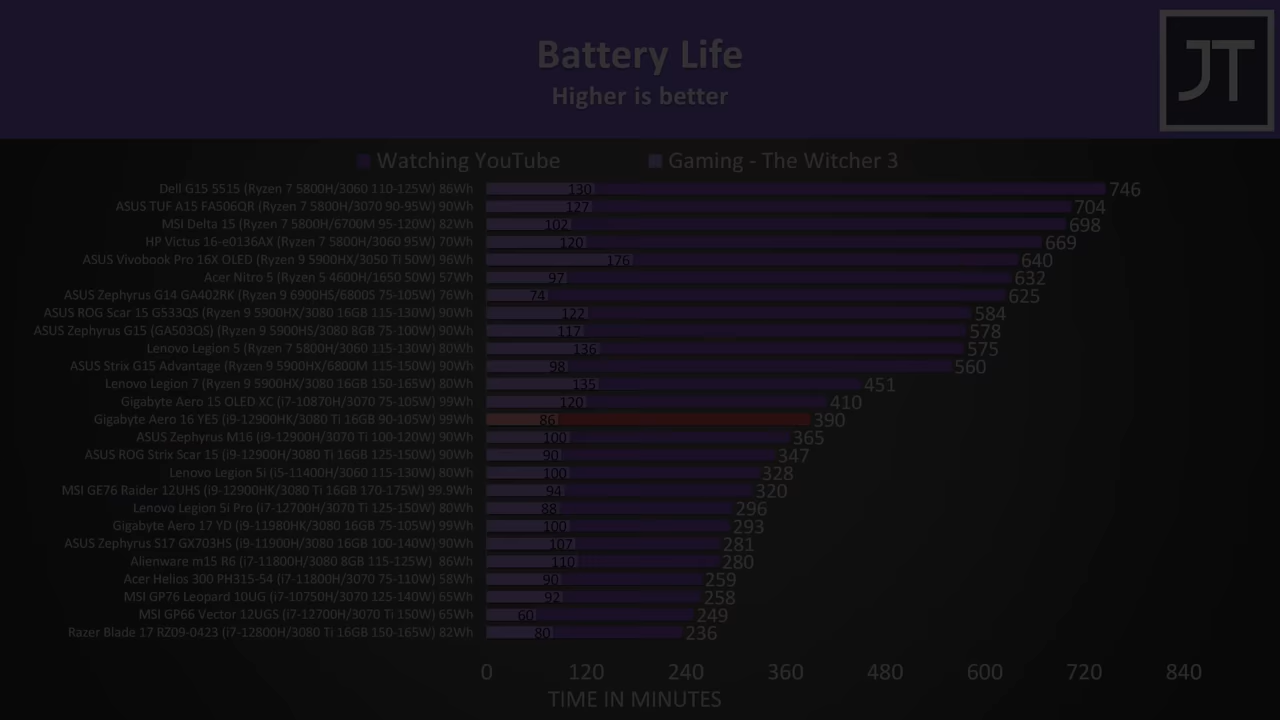 Battery Life
Higher is better
JT
Watching YouTube Gaming - The Witcher 3
Dell G15 5515 (Ryzen 7 5800H/3060 110-125W) 86Wh 130 746
ASUS TUF A15 FA506QR (Ryzen 7 5800H/3070 90-95W) 90Wh 127 704
MSI Delta 15 (Ryzen 7 5800H/6700M 95-120W) 82Wh 102 698
HP Victus 16-e0136AX (Ryzen 7 5800H/3060 95W) 70Wh 120 669
ASUS Vivobook Pro 16X OLED (Ryzen 9 5900HX/3050 Ti 50W) 96Wh 176 640
Acer Nitro 5 (Ryzen 5 4600H/1650 50W) 57Wh 97 632
ASUS Zephyrus G14 GA402RK (Ryzen 9 6900HS/6800S 75-105W) 76Wh 74 625
ASUS ROG Scar 15 G533QS (Ryzen 9 5900HX/3080 16GB 115-130W) 90Wh 122 584
ASUS Zephyrus G15 (GA503QS) (Ryzen 9 5900HS/3080 8GB 75-100W) 90Wh 117 578
Lenovo Legion 5 (Ryzen 7 5800H/3060 115-130W) 80Wh 136 575
ASUS Strix G15 Advantage (Ryzen 9 5900HX/6800M 115-150W) 90Wh 98 560
Lenovo Legion 7 (Ryzen 9 5900HX/3080 16GB 150-165W) 80Wh 135 451
Gigabyte Aero 15 OLED XC (i7-10870H/3070 75-105W) 99Wh 120 410
Gigabyte Aero 16 YE5 (i9-12900HK/3080 Ti 16GB 90-105W) 99Wh 86 390
ASUS Zephyrus M16 (i9-12900H/3070 Ti 100-120W) 90Wh 100 365
ASUS ROG Strix Scar 15 (i9-12900H/3080 Ti 16GB 125-150W) 90Wh 90 347
Lenovo Legion 5i (i5-11400H/3060 115-130W) 80Wh 100 328
MSI GE76 Raider 12UHS (i9-12900HK/3080 Ti 16GB 170-175W) 99.9Wh 94 320
Lenovo Legion 5i Pro (i7-12700H/3070 Ti 125-150W) 80Wh 88 296
Gigabyte Aero 17 YD (i9-11980HK/3080 16GB 75-105W) 99Wh 100 293
ASUS Zephyrus S17 GX703HS (i9-11900H/3080 16GB 100-140W) 90Wh 107 281
Alienware m15 R6 (i7-11800H/3080 8GB 115-125W) 86Wh 110 280
Acer Helios 300 PH315-54 (i7-11800H/3070 75-110W) 58Wh 90 259
MSI GP76 Leopard 10UG (i7-10750H/3070 125-140W) 65Wh 92 258
MSI GP66 Vector 12UGS (i7-12700H/3070 Ti 150W) 65Wh 60 249
Razer Blade 17 RZ09-0423 (i7-12800H/3080 Ti 16GB 150-165W) 82Wh 80 236
0 120 240 360 480 600 720 840
TIME IN MINUTES